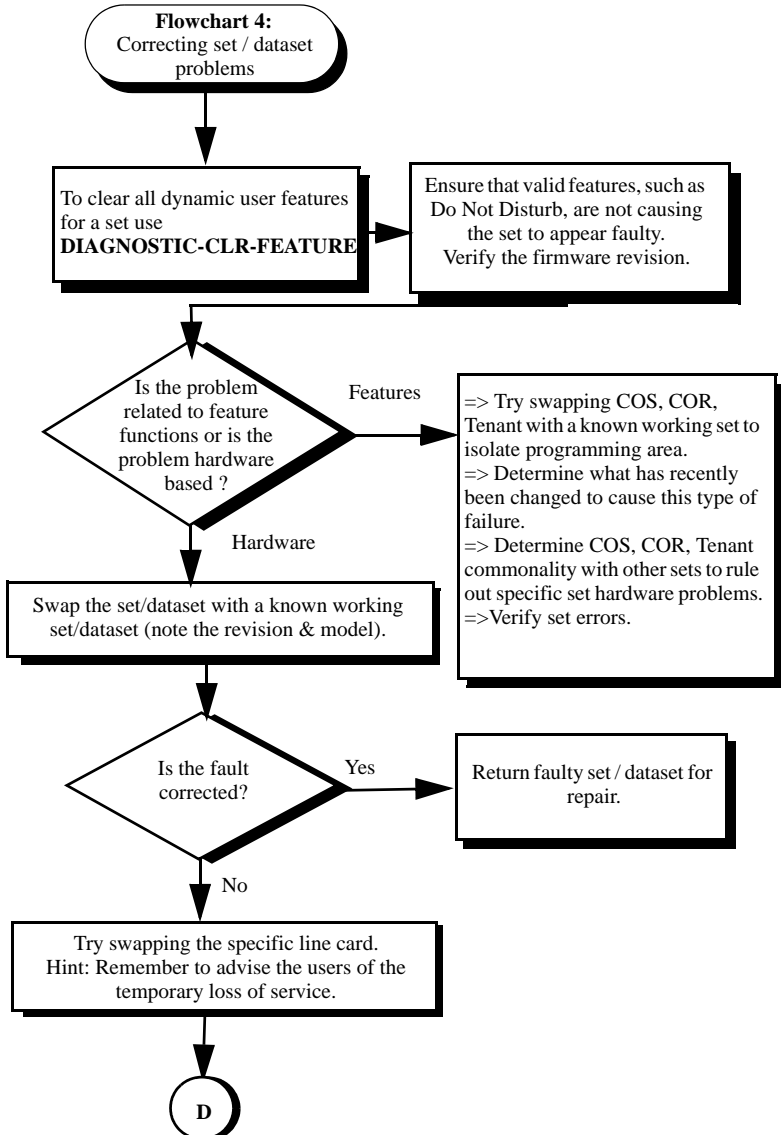 Flowchart 4:
Correcting set / dataset
problems
To clear all dynamic user features
for a set use
DIAGNOSTIC-CLR-FEATURE
Ensure that valid features, such as
Do Not Disturb, are not causing
the set to appear faulty.
Verify the firmware revision.
Is the problem
related to feature
functions or is the
problem hardware
based ?
Features
=> Try swapping COS, COR,
Tenant with a known working set to
isolate programming area.
=> Determine what has recently
been changed to cause this type of
failure.
=> Determine COS, COR, Tenant
commonality with other sets to rule
out specific set hardware problems.
=>Verify set errors.
Hardware
Swap the set/dataset with a known working
set/dataset (note the revision & model).
Is the fault
corrected?
Yes
Return faulty set / dataset for
repair.
No
Try swapping the specific line card.
Hint: Remember to advise the users of the
temporary loss of service.
D